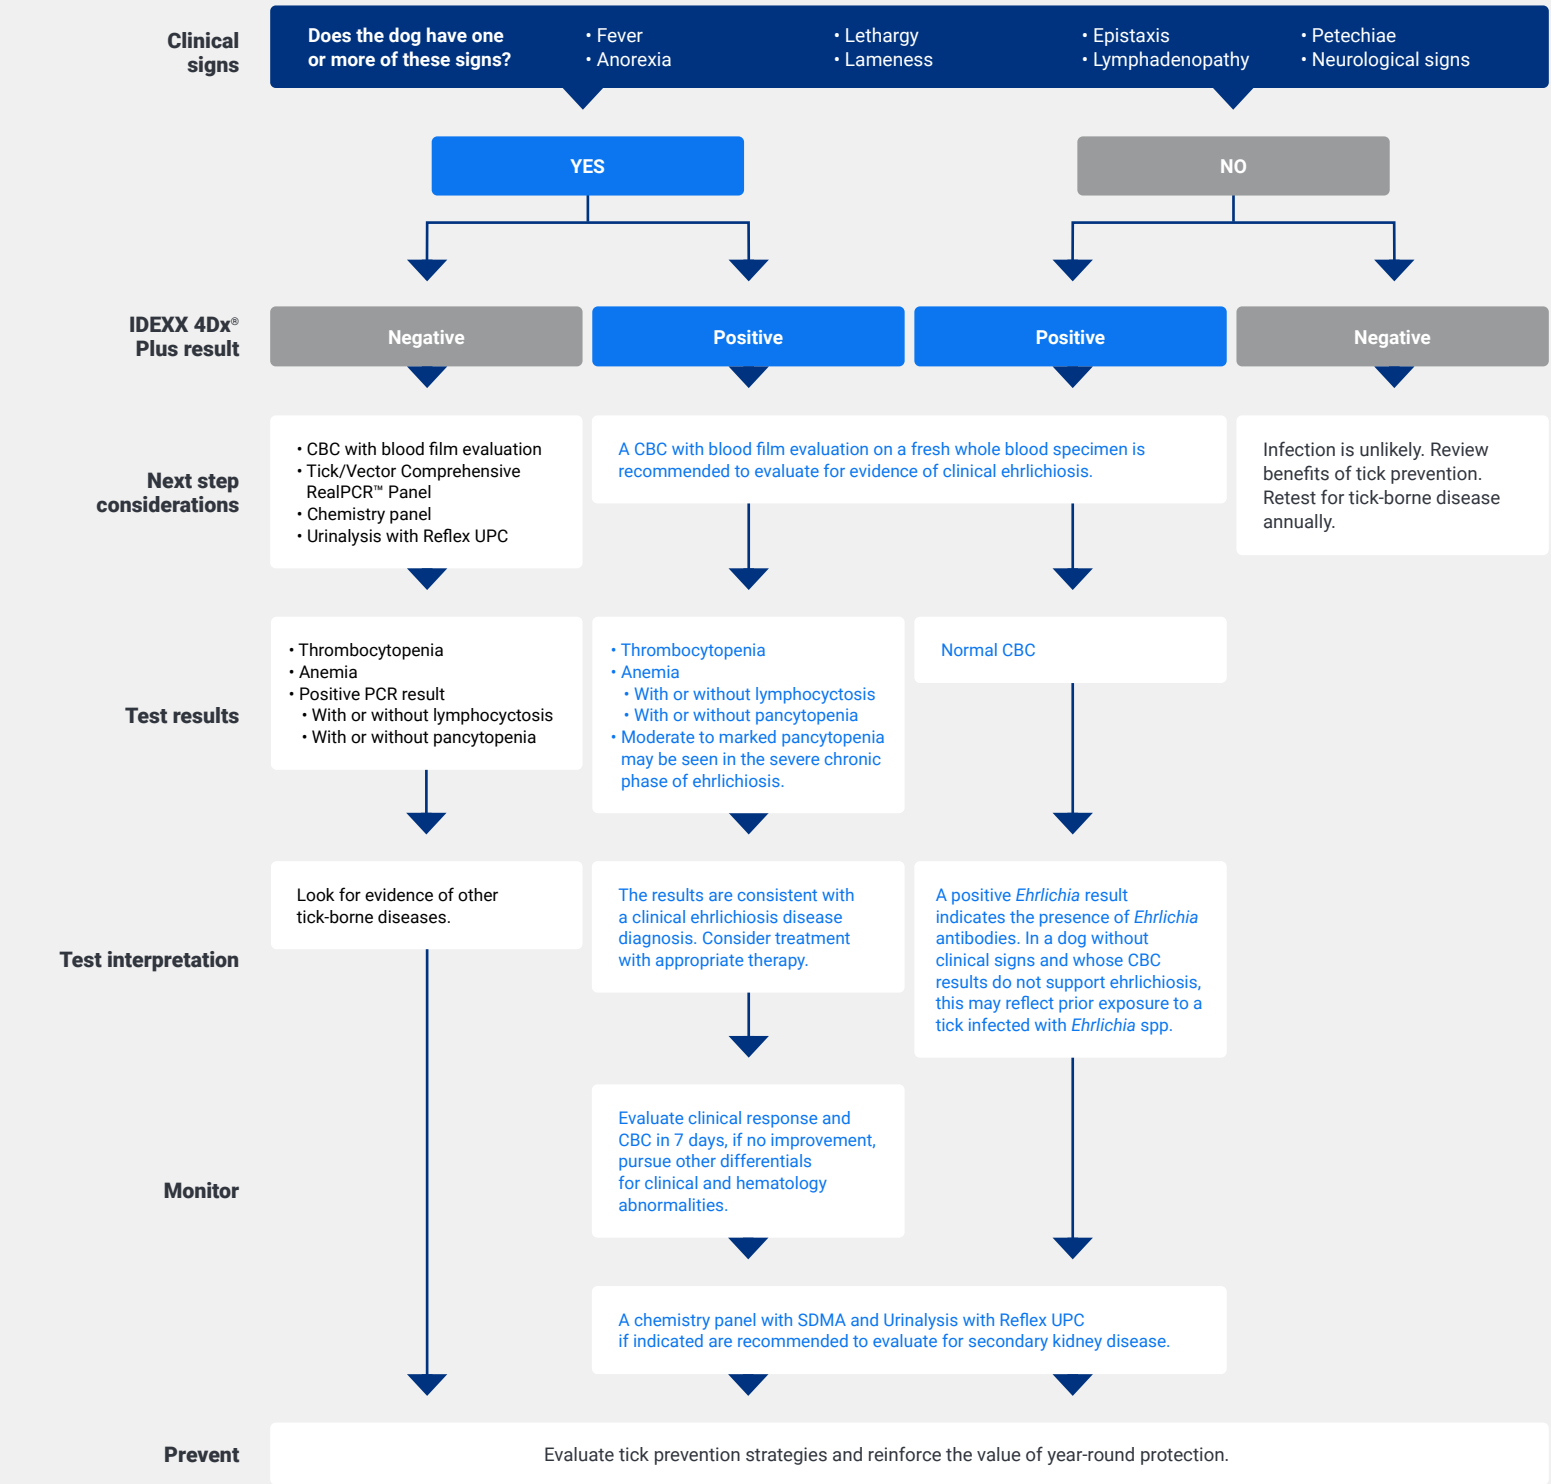 Clinical
signs
Does the dog have one
or more of these signs?
• Fever
• Anorexia
• Lethargy
• Lameness
• Epistaxis
• Lymphadenopathy
• Petechiae
• Neurological signs
YES
NO
IDEXX 4Dx®
Plus result
Negative
Positive
Positive
Negative
Next step
considerations
• CBC with blood film evaluation
• Tick/Vector Comprehensive
RealPCR™ Panel
• Chemistry panel
• Urinalysis with Reflex UPC
A CBC with blood film evaluation on a fresh whole blood specimen is
recommended to evaluate for evidence of clinical ehrlichiosis.
Infection is unlikely. Review
benefits of tick prevention.
Retest for tick-borne disease
annually.
Test results
• Thrombocytopenia
• Anemia
• Positive PCR result
• With or without lymphocyctosis
• With or without pancytopenia
• Thrombocytopenia
• Anemia
• With or without lymphocyctosis
• With or without pancytopenia
• Moderate to marked pancytopenia
may be seen in the severe chronic
phase of ehrlichiosis.
Normal CBC
Test interpretation
Look for evidence of other
tick-borne diseases.
The results are consistent with
a clinical ehrlichiosis disease
diagnosis. Consider treatment
with appropriate therapy.
A positive Ehrlichia result
indicates the presence of Ehrlichia
antibodies. In a dog without
clinical signs and whose CBC
results do not support ehrlichiosis,
this may reflect prior exposure to a
tick infected with Ehrlichia spp.
Monitor
Evaluate clinical response and
CBC in 7 days, if no improvement,
pursue other differentials
for clinical and hematology
abnormalities.
A chemistry panel with SDMA and Urinalysis with Reflex UPC
if indicated are recommended to evaluate for secondary kidney disease.
Prevent
Evaluate tick prevention strategies and reinforce the value of year-round protection.